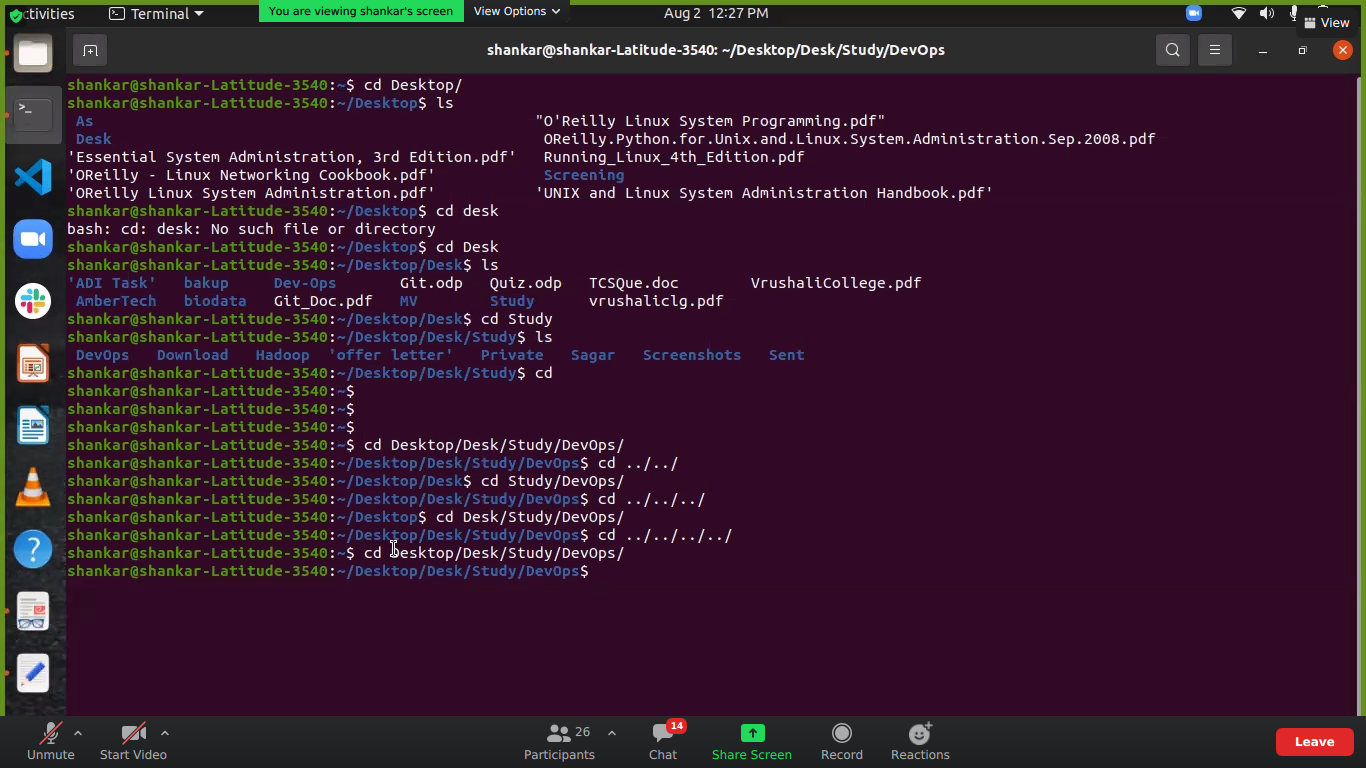 ctivities Terminal You are viewing shankar's screen View Options Aug 2 12:27 PM
View
shankar@shankar-Latitude-3540: ~/Desktop/Desk/Study/DevOps
shankar@shankar-Latitude-3540:~$ cd Desktop/
shankar@shankar-Latitude-3540:~/Desktop$ ls
As "O'Reilly Linux System Programming.pdf"
Desk OReilly.Python.for.Unix.and.Linux.System.Administration.Sep.2008.pdf
'Essential System Administration, 3rd Edition.pdf' Running_Linux_4th_Edition.pdf
'OReilly - Linux Networking Cookbook.pdf' Screening
'OReilly Linux System Administration.pdf' 'UNIX and Linux System Administration Handbook.pdf'
shankar@shankar-Latitude-3540:~/Desktop$ cd desk
bash: cd: desk: No such file or directory
shankar@shankar-Latitude-3540:~/Desktop$ cd Desk
shankar@shankar-Latitude-3540:~/Desktop/Desk$ ls
'ADI Task' bakup Dev-Ops Git.odp Quiz.odp TCSQue.doc VrushaliCollege.pdf
AmberTech biodata Git_Doc.pdf MV Study vrushaliclg.pdf
shankar@shankar-Latitude-3540:~/Desktop/Desk$ cd Study
shankar@shankar-Latitude-3540:~/Desktop/Desk/Study$ ls
DevOps Download Hadoop 'offer letter' Private Sagar Screenshots Sent
shankar@shankar-Latitude-3540:~/Desktop/Desk/Study$ cd
shankar@shankar-Latitude-3540:~$
shankar@shankar-Latitude-3540:~$
shankar@shankar-Latitude-3540:~$
shankar@shankar-Latitude-3540:~$ cd Desktop/Desk/Study/DevOps/
shankar@shankar-Latitude-3540:~/Desktop/Desk/Study/DevOps$ cd ../../
shankar@shankar-Latitude-3540:~/Desktop/Desk$ cd Study/DevOps/
shankar@shankar-Latitude-3540:~/Desktop/Desk/Study/DevOps$ cd ../../../
shankar@shankar-Latitude-3540:~/Desktop$ cd Desk/Study/DevOps/
shankar@shankar-Latitude-3540:~/Desktop/Desk/Study/DevOps$ cd ../../../../
shankar@shankar-Latitude-3540:~$ cd Desktop/Desk/Study/DevOps/
shankar@shankar-Latitude-3540:~/Desktop/Desk/Study/DevOps$
26 14
Unmute Start Video Participants Chat Share Screen Record Reactions Leave